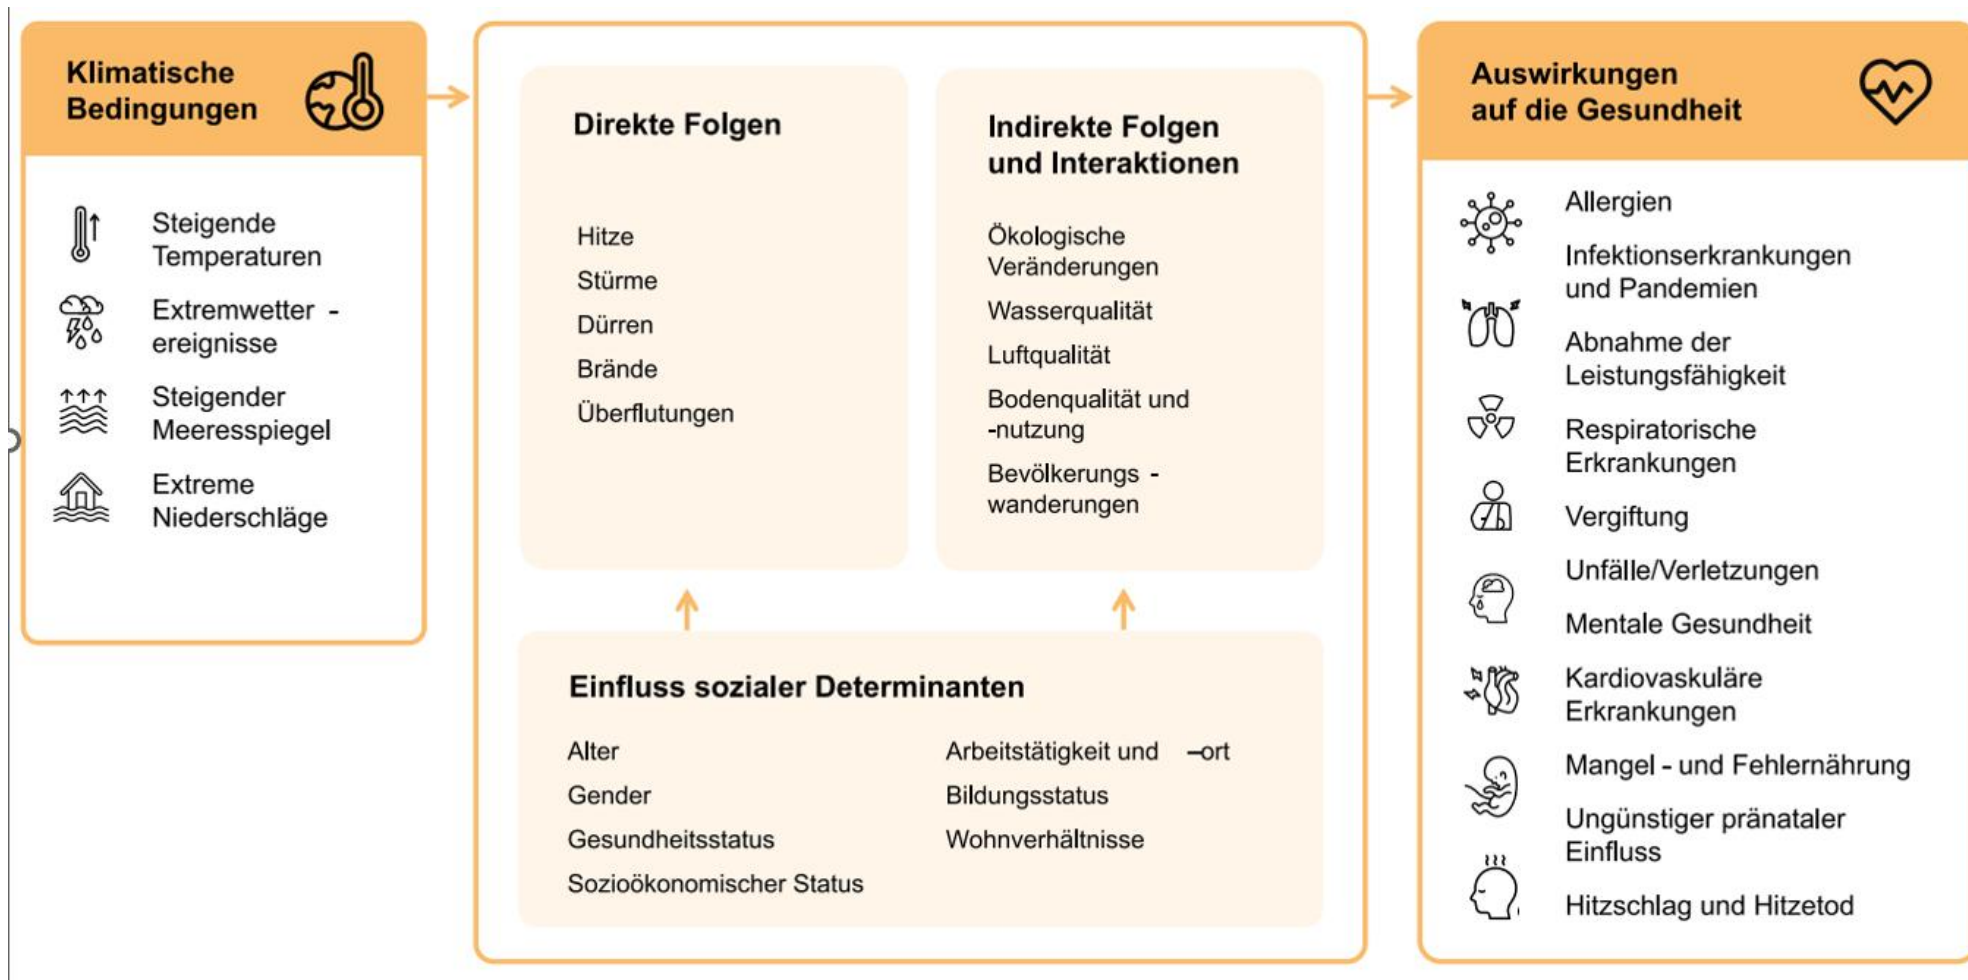 Klimatische
Bedingungen
Steigende
Temperaturen
Extremwetter -
ereignisse
Steigender
Meeresspiegel
Extreme
Niederschläge
Direkte Folgen
Hitze
Stürme
Dürren
Brände
Überflutungen
Indirekte Folgen
und Interaktionen
Ökologische
Veränderungen
Wasserqualität
Luftqualität
Bodenqualität und
-nutzung
Bevölkerungs -
wanderungen
Einfluss sozialer Determinanten
Alter
Gender
Gesundheitsstatus
Sozioökonomischer Status
Arbeitstätigkeit und –ort
Bildungsstatus
Wohnverhältnisse
Auswirkungen
auf die Gesundheit
Allergien
Infektionserkrankungen
und Pandemien
Abnahme der
Leistungsfähigkeit
Respiratorische
Erkrankungen
Vergiftung
Unfälle/Verletzungen
Mentale Gesundheit
Kardiovaskuläre
Erkrankungen
Mangel - und Fehlernährung
Ungünstiger pränataler
Einfluss
Hitzschlag und Hitzetod